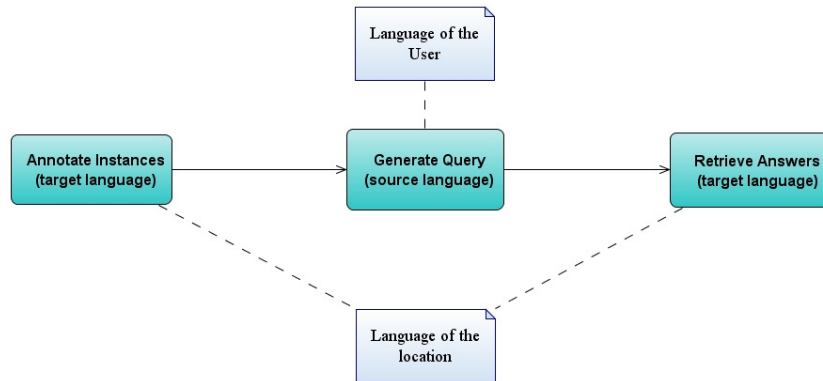 Language of the
User
Annotate Instances
(target language)
Generate Query
(source language)
Retrieve Answers
(target language)
Language of the
location